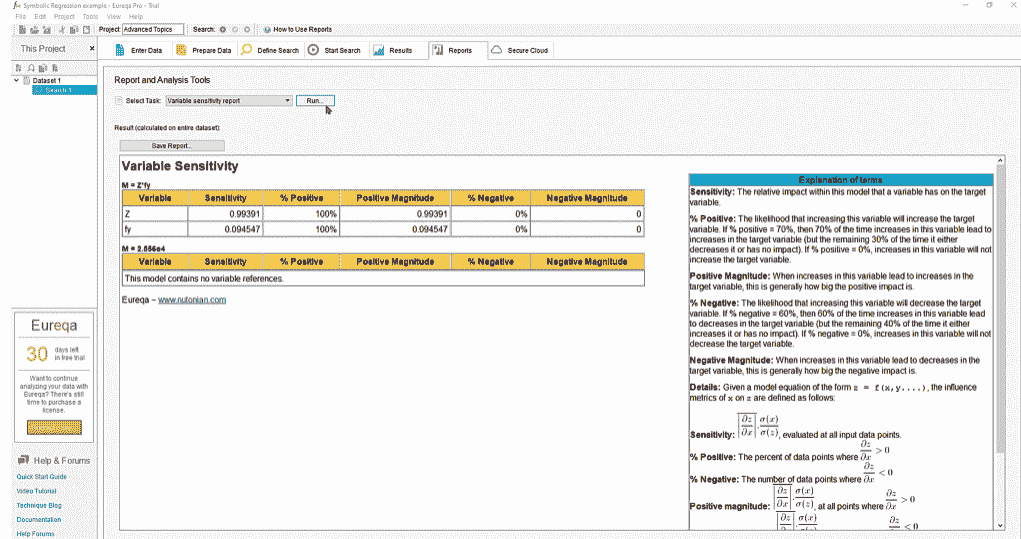 Symbolic Regression example - Eureqa Pro - Trial
File Edit Project Tools View Help
Project: Advanced Topics Search: How to Use Reports
This Project
Enter Data Prepare Data Define Search Start Search Results Reports Secure Cloud
Dataset 1
Search 1
Report and Analysis Tools
Select Task: Variable sensitivity report Run...
Result (calculated on entire dataset):
Save Report...
Variable Sensitivity
M = Z*fy
Variable Sensitivity % Positive Positive Magnitude % Negative Negative Magnitude
Z 0.99391 100% 0.99391 0% 0
fy 0.094547 100% 0.094547 0% 0
M = 2.556e4
Variable Sensitivity % Positive Positive Magnitude % Negative Negative Magnitude
This model contains no variable references.
Eureqa – www.nutonian.com
Explanation of terms
Sensitivity: The relative impact within this model that a variable has on the target
variable.
% Positive: The likelihood that increasing this variable will increase the target
variable. If % positive = 70%, then 70% of the time increases in this variable lead to
increases in the target variable (but the remaining 30% of the time it either
decreases it or has no impact). If % positive = 0%, increases in this variable will not
increase the target variable.
Positive Magnitude: When increases in this variable lead to increases in the
target variable, this is generally how big the positive impact is.
% Negative: The likelihood that increasing this variable will decrease the target
variable. If % negative = 60%, then 60% of the time increases in this variable lead
to decreases in the target variable (but the remaining 40% of the time it either
increases it or has no impact). If % negative = 0%, increases in this variable will not
decrease the target variable.
Negative Magnitude: When increases in this variable lead to decreases in the
target variable, this is generally how big the negative impact is.
Details: Given a model equation of the form z = f(x,y....), the influence
metrics of x on z are defined as follows:
Sensitivity: |∂z/∂x| · σ(x)/σ(z), evaluated at all input data points.
% Positive: The percent of data points where ∂z/∂x > 0
% Negative: The number of data points where ∂z/∂x < 0
Positive magnitude: |∂z/∂x| · σ(x)/σ(z), at all points where ∂z/∂x > 0
|∂z| σ(x) ∂z < 0
Eureqa
30 days left
in free trial
Want to continue
analyzing your data with
Eureqa? There's still
time to purchase a
license.
Help & Forums
Quick Start Guide
Video Tutorial
Technique Blog
Documentation
Help Forums